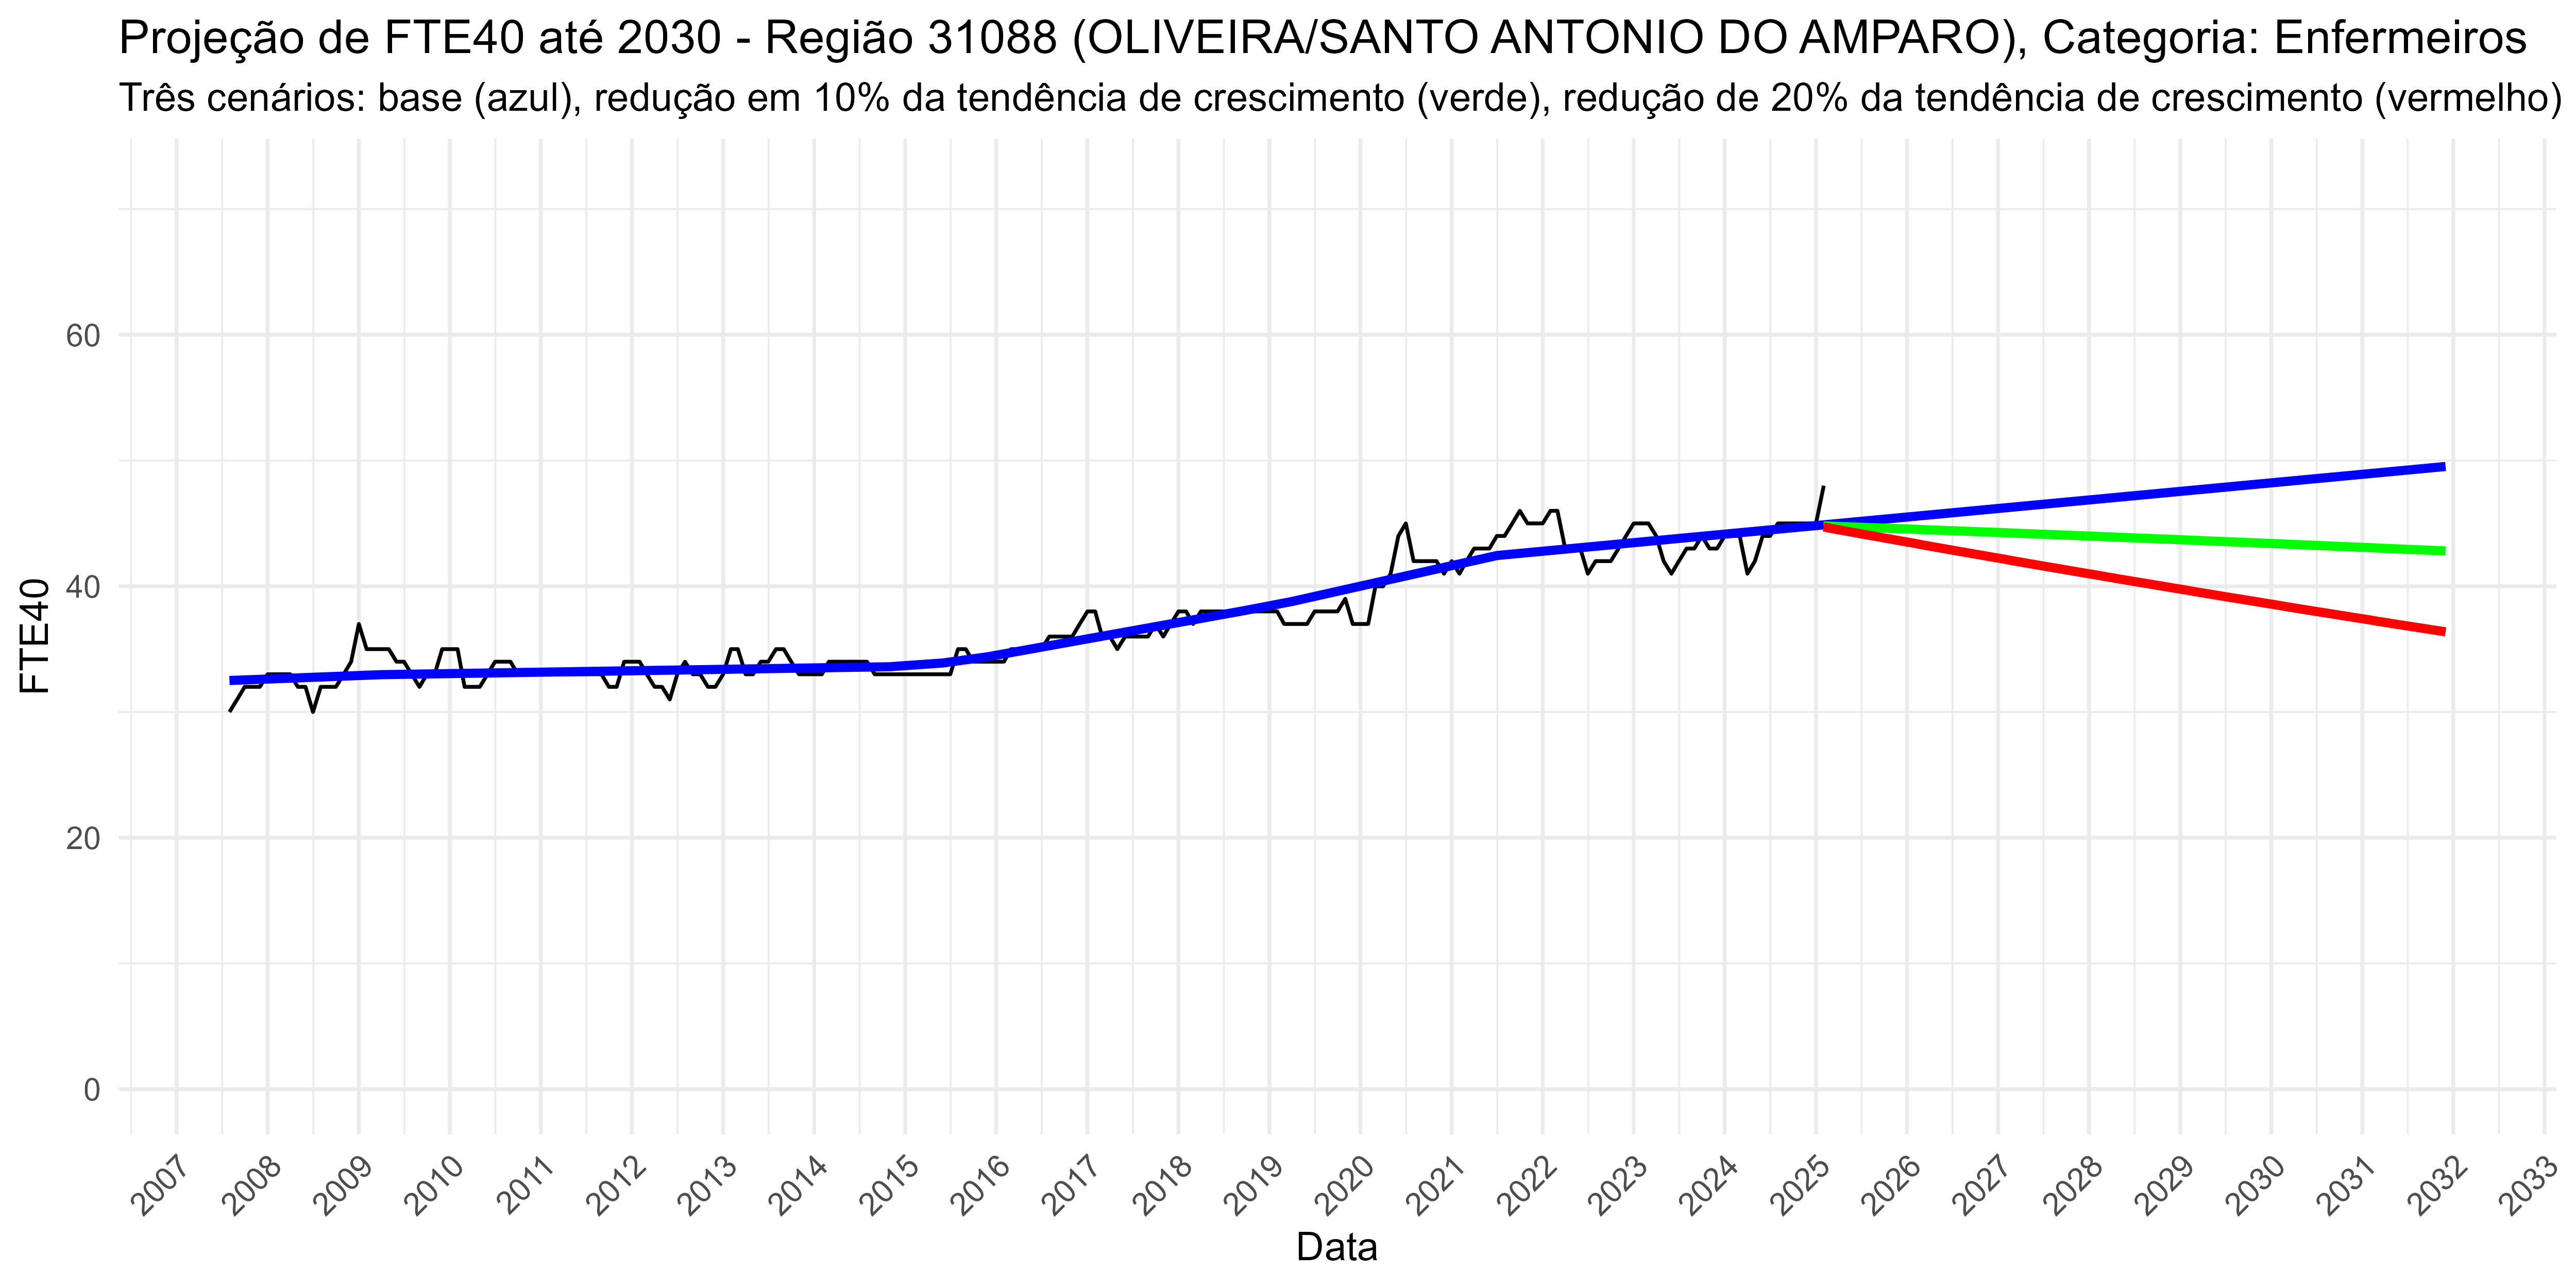 Projeção de FTE40 até 2030 - Região 31088 (OLIVEIRA/SANTO ANTONIO DO AMPARO), Categoria: Enfermeiros
Três cenários: base (azul), redução em 10% da tendência de crescimento (verde), redução de 20% da tendência de crescimento (vermelho)
60
40
20
0
FTE40
2007 2008 2009 2010 2011 2012 2013 2014 2015 2016 2017 2018 2019 2020 2021 2022 2023 2024 2025 2026 2027 2028 2029 2030 2031 2032 2033
Data